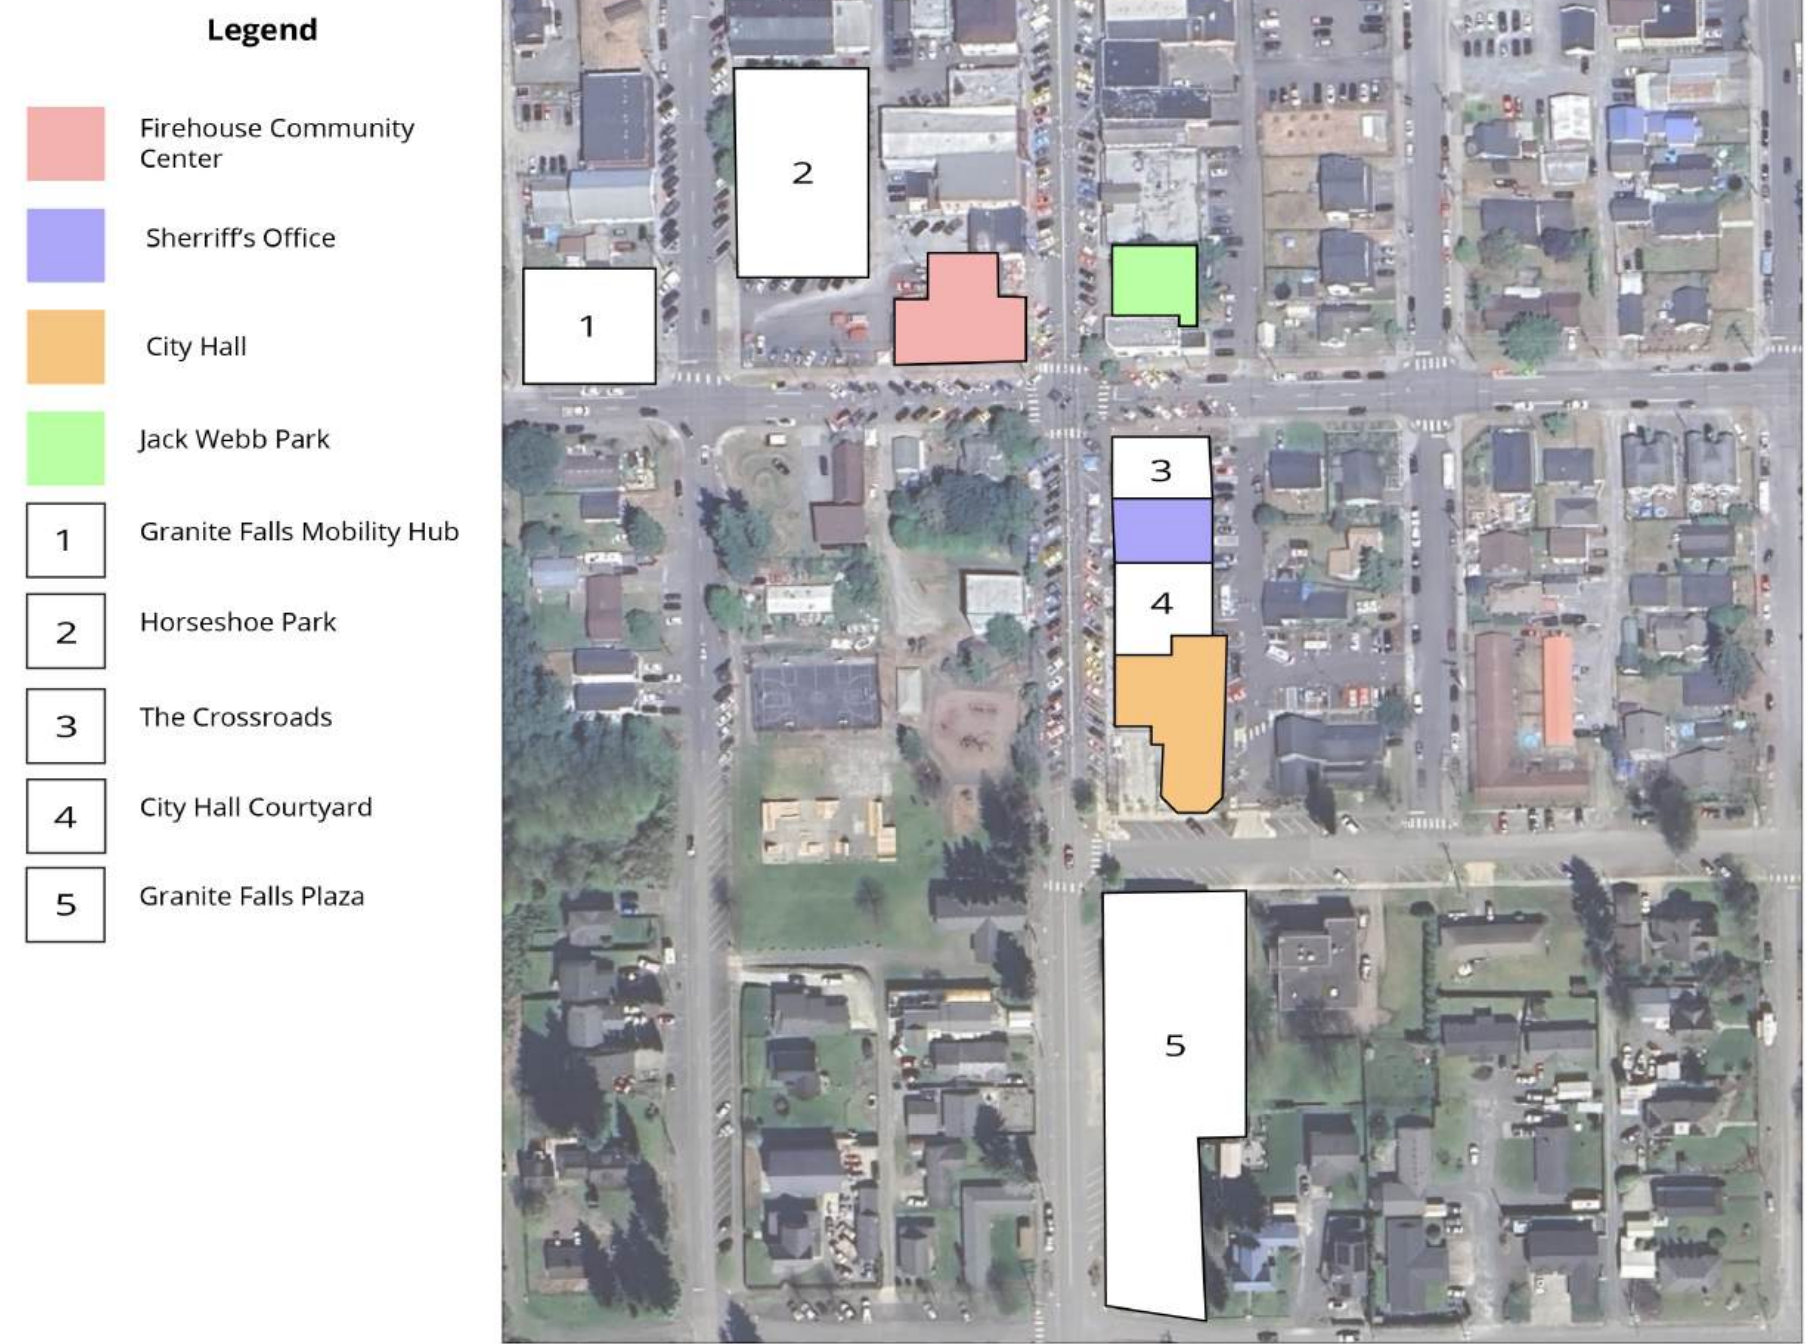 Legend
Firehouse Community
Center
Sherriff’s Office
City Hall
Jack Webb Park
1 Granite Falls Mobility Hub
2 Horseshoe Park
3 The Crossroads
4 City Hall Courtyard
5 Granite Falls Plaza
2
1
3
4
5